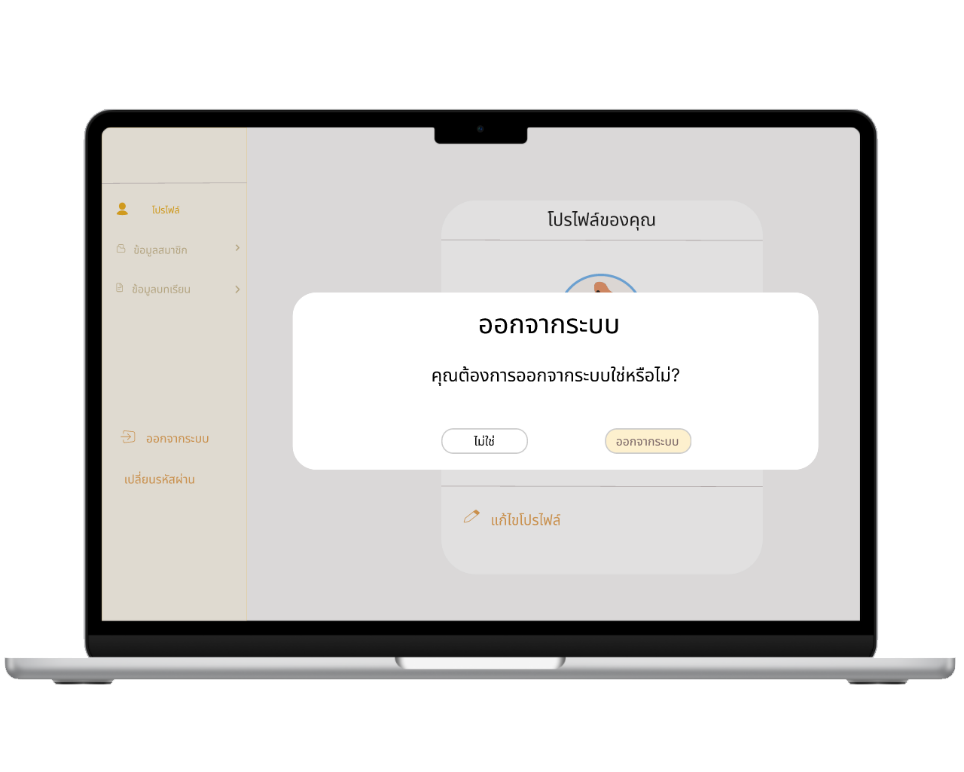 โปรไฟล์
ข้อมูลสมาชิก
ข้อมูลบทเรียน
ออกจากระบบ
เปลี่ยนรหัสผ่าน
โปรไฟล์ของคุณ
ออกจากระบบ
คุณต้องการออกจากระบบใช่หรือไม่?
ไม่ใช่
ออกจากระบบ
แก้ไขโปรไฟล์